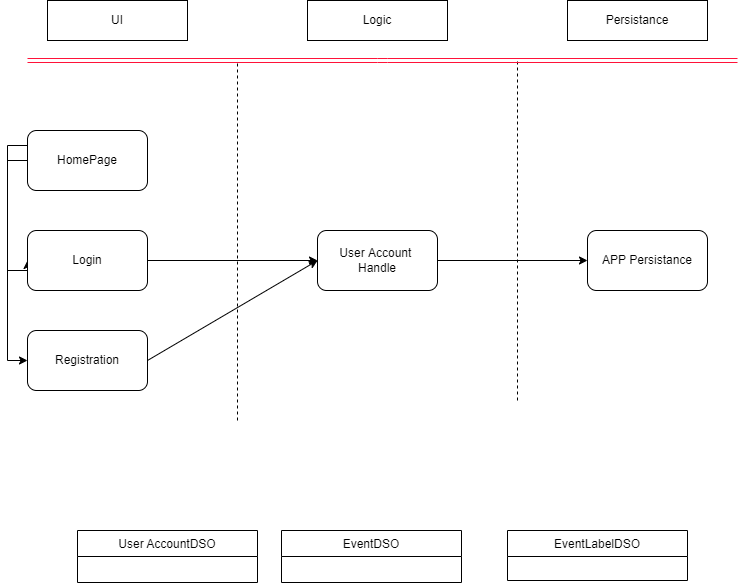 UI
Logic
Persistance
HomePage
Login
User Account
Handle
APP Persistance
Registration
User AccountDSO
EventDSO
EventLabelDSO